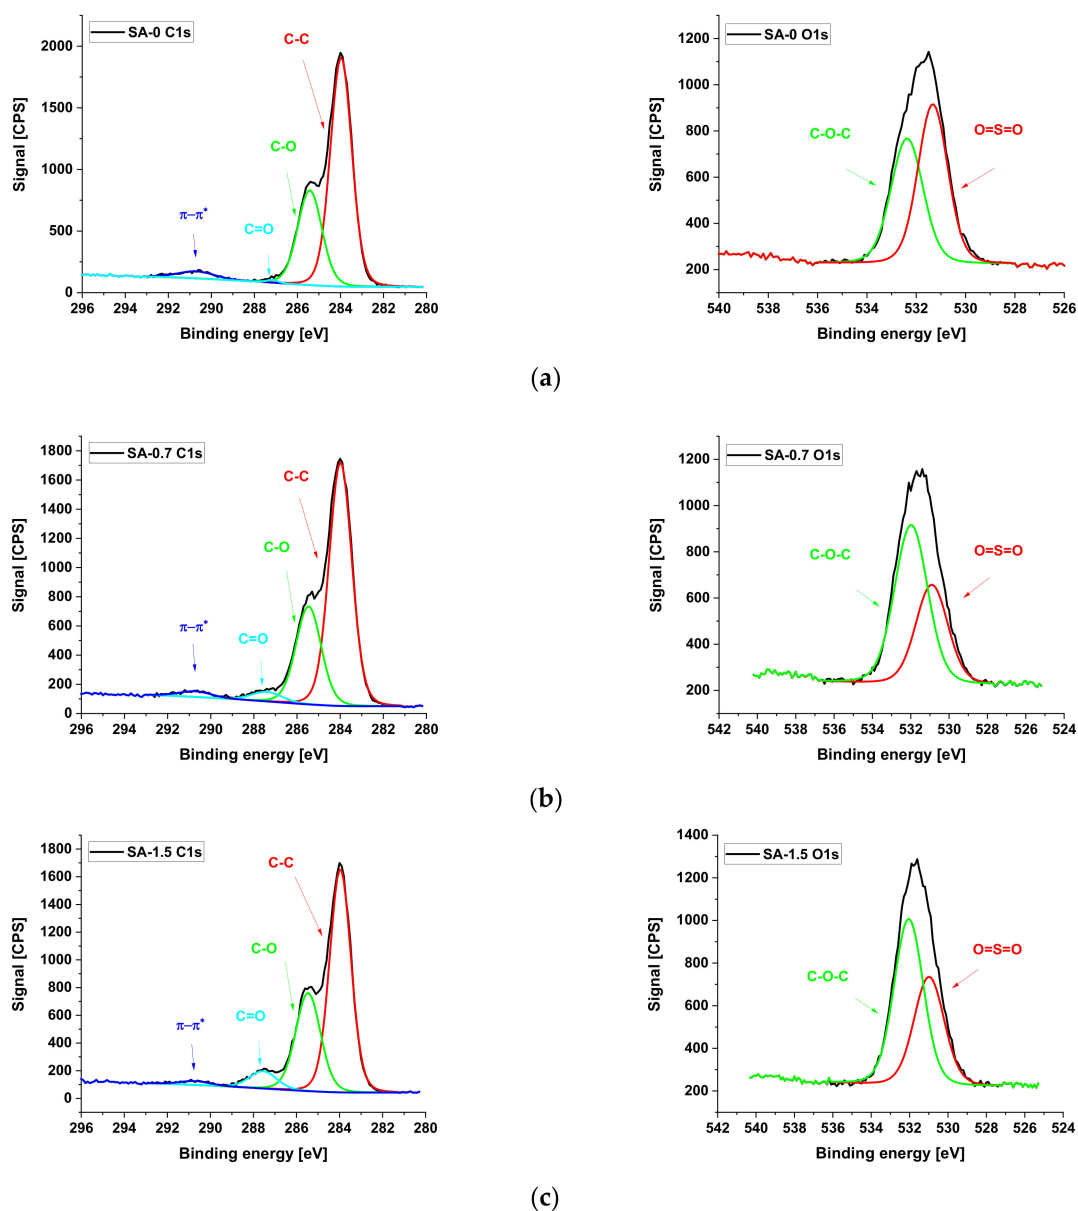 SA-0 C1s
C-C
C-O
C=O
π–π*
Signal [CPS]
2000
1500
1000
500
0
296 294 292 290 288 286 284 282 280
Binding energy [eV]
SA-0 O1s
C-O-C
O=S=O
Signal [CPS]
1200
1000
800
600
400
200
540 538 536 534 532 530 528 526
Binding energy [eV]
(a)
SA-0.7 C1s
C-C
C-O
C=O
π–π*
Signal [CPS]
1800
1600
1400
1200
1000
800
600
400
200
0
296 294 292 290 288 286 284 282 280
Binding energy [eV]
SA-0.7 O1s
C-O-C
O=S=O
Signal [CPS]
1200
1000
800
600
400
200
542 540 538 536 534 532 530 528 526 524
Binding energy [eV]
(b)
SA-1.5 C1s
C-C
C-O
C=O
π–π*
Signal [CPS]
1800
1600
1400
1200
1000
800
600
400
200
0
296 294 292 290 288 286 284 282 280
Binding energy [eV]
SA-1.5 O1s
C-O-C
O=S=O
Signal [CPS]
1400
1200
1000
800
600
400
200
542 540 538 536 534 532 530 528 526 524
Binding energy [eV]
(c)